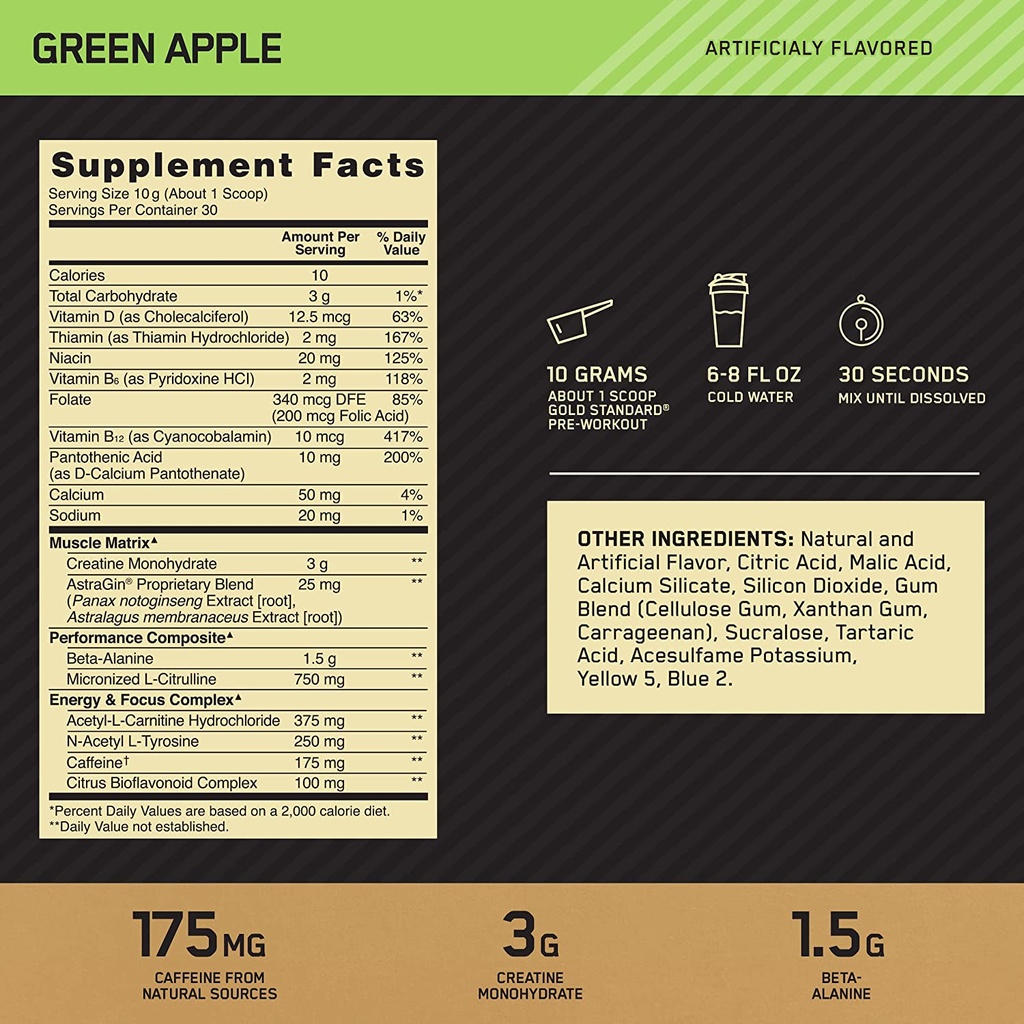 GREEN APPLE
ARTIFICIALY FLAVORED
Supplement Facts
Serving Size 10 g (About 1 Scoop)
Servings Per Container 30
Amount Per Serving % Daily Value
Calories 10
Total Carbohydrate 3 g 1%*
Vitamin D (as Cholecalciferol) 12.5 mcg 63%
Thiamin (as Thiamin Hydrochloride) 2 mg 167%
Niacin 20 mg 125%
Vitamin B₆ (as Pyridoxine HCI) 2 mg 118%
Folate 340 mcg DFE 85%
(200 mcg Folic Acid)
Vitamin B₁₂ (as Cyanocobalamin) 10 mcg 417%
Pantothenic Acid 10 mg 200%
(as D-Calcium Pantothenate)
Calcium 50 mg 4%
Sodium 20 mg 1%
Muscle Matrix▲
Creatine Monohydrate 3 g **
AstraGin® Proprietary Blend 25 mg **
(Panax notoginseng Extract [root],
Astralagus membranaceus Extract [root])
Performance Composite▲
Beta-Alanine 1.5 g **
Micronized L-Citrulline 750 mg **
Energy & Focus Complex▲
Acetyl-L-Carnitine Hydrochloride 375 mg **
N-Acetyl L-Tyrosine 250 mg **
Caffeine† 175 mg **
Citrus Bioflavonoid Complex 100 mg **
*Percent Daily Values are based on a 2,000 calorie diet.
**Daily Value not established.
10 GRAMS
ABOUT 1 SCOOP
GOLD STANDARD®
PRE-WORKOUT
6-8 FL OZ
COLD WATER
30 SECONDS
MIX UNTIL DISSOLVED
OTHER INGREDIENTS: Natural and
Artificial Flavor, Citric Acid, Malic Acid,
Calcium Silicate, Silicon Dioxide, Gum
Blend (Cellulose Gum, Xanthan Gum,
Carrageenan), Sucralose, Tartaric
Acid, Acesulfame Potassium,
Yellow 5, Blue 2.
175 MG
CAFFEINE FROM
NATURAL SOURCES
3 G
CREATINE
MONOHYDRATE
1.5 G
BETA-
ALANINE